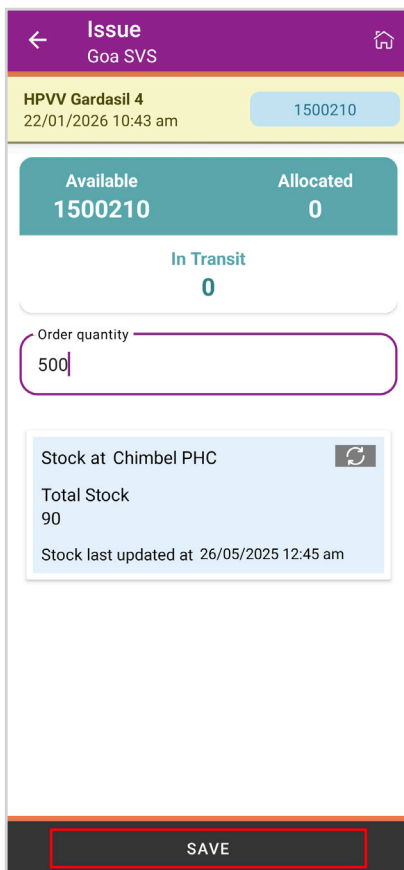 Issue
Goa SVS
HPVV Gardasil 4
22/01/2026 10:43 am
1500210
Available
1500210
Allocated
0
In Transit
0
Order quantity
500
Stock at Chimbel PHC
Total Stock
90
Stock last updated at 26/05/2025 12:45 am
SAVE